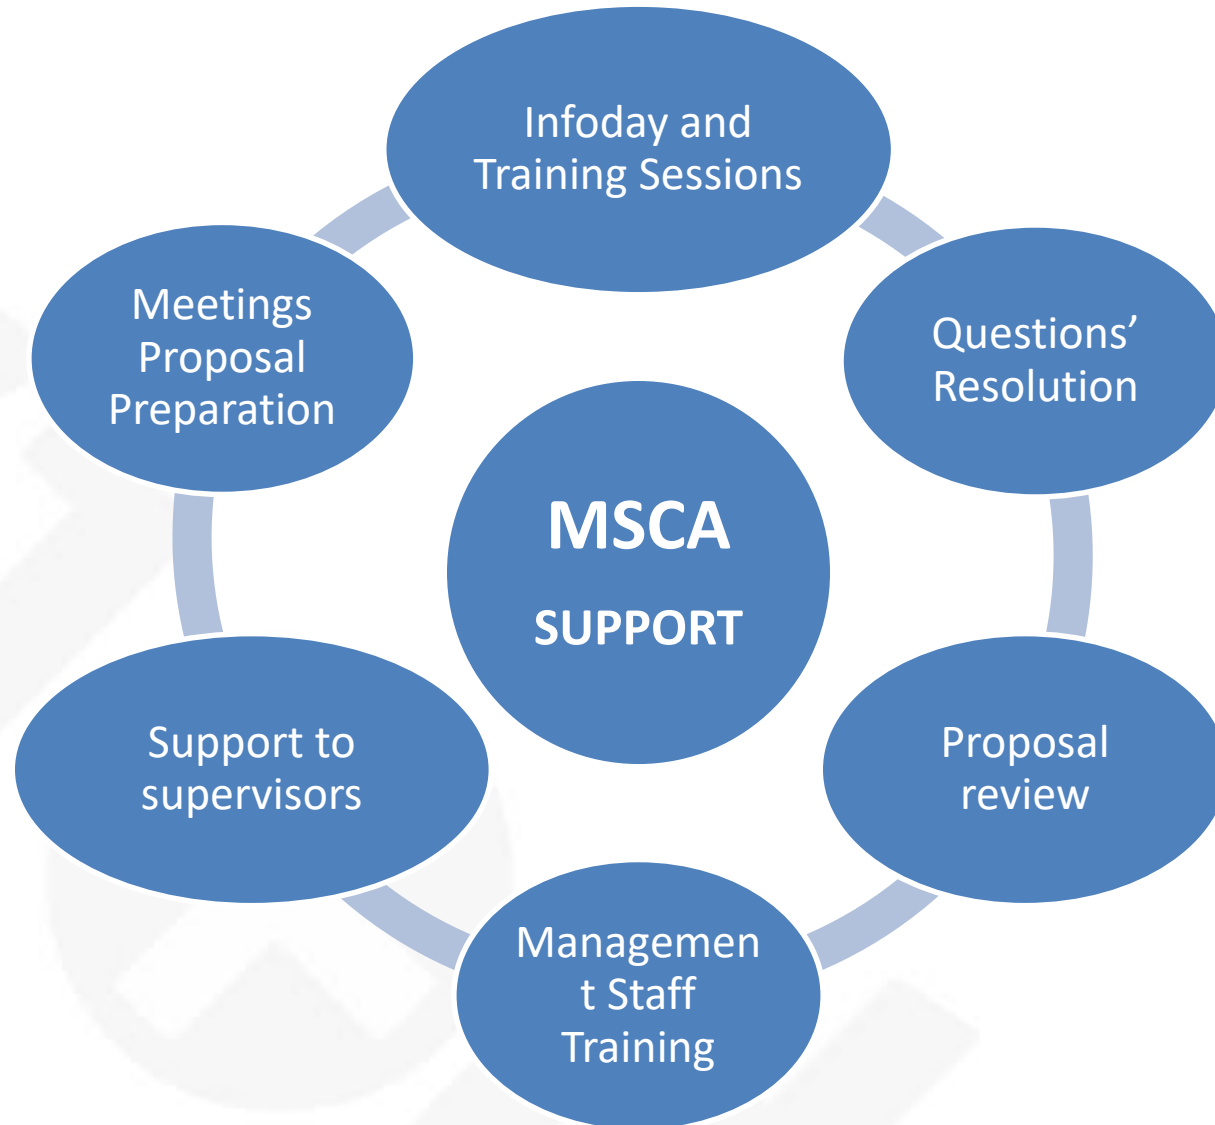 Infoday and
Training Sessions
Questions’
Resolution
Proposal
review
Managemen
t Staff
Training
Support to
supervisors
Meetings
Proposal
Preparation
MSCA
SUPPORT